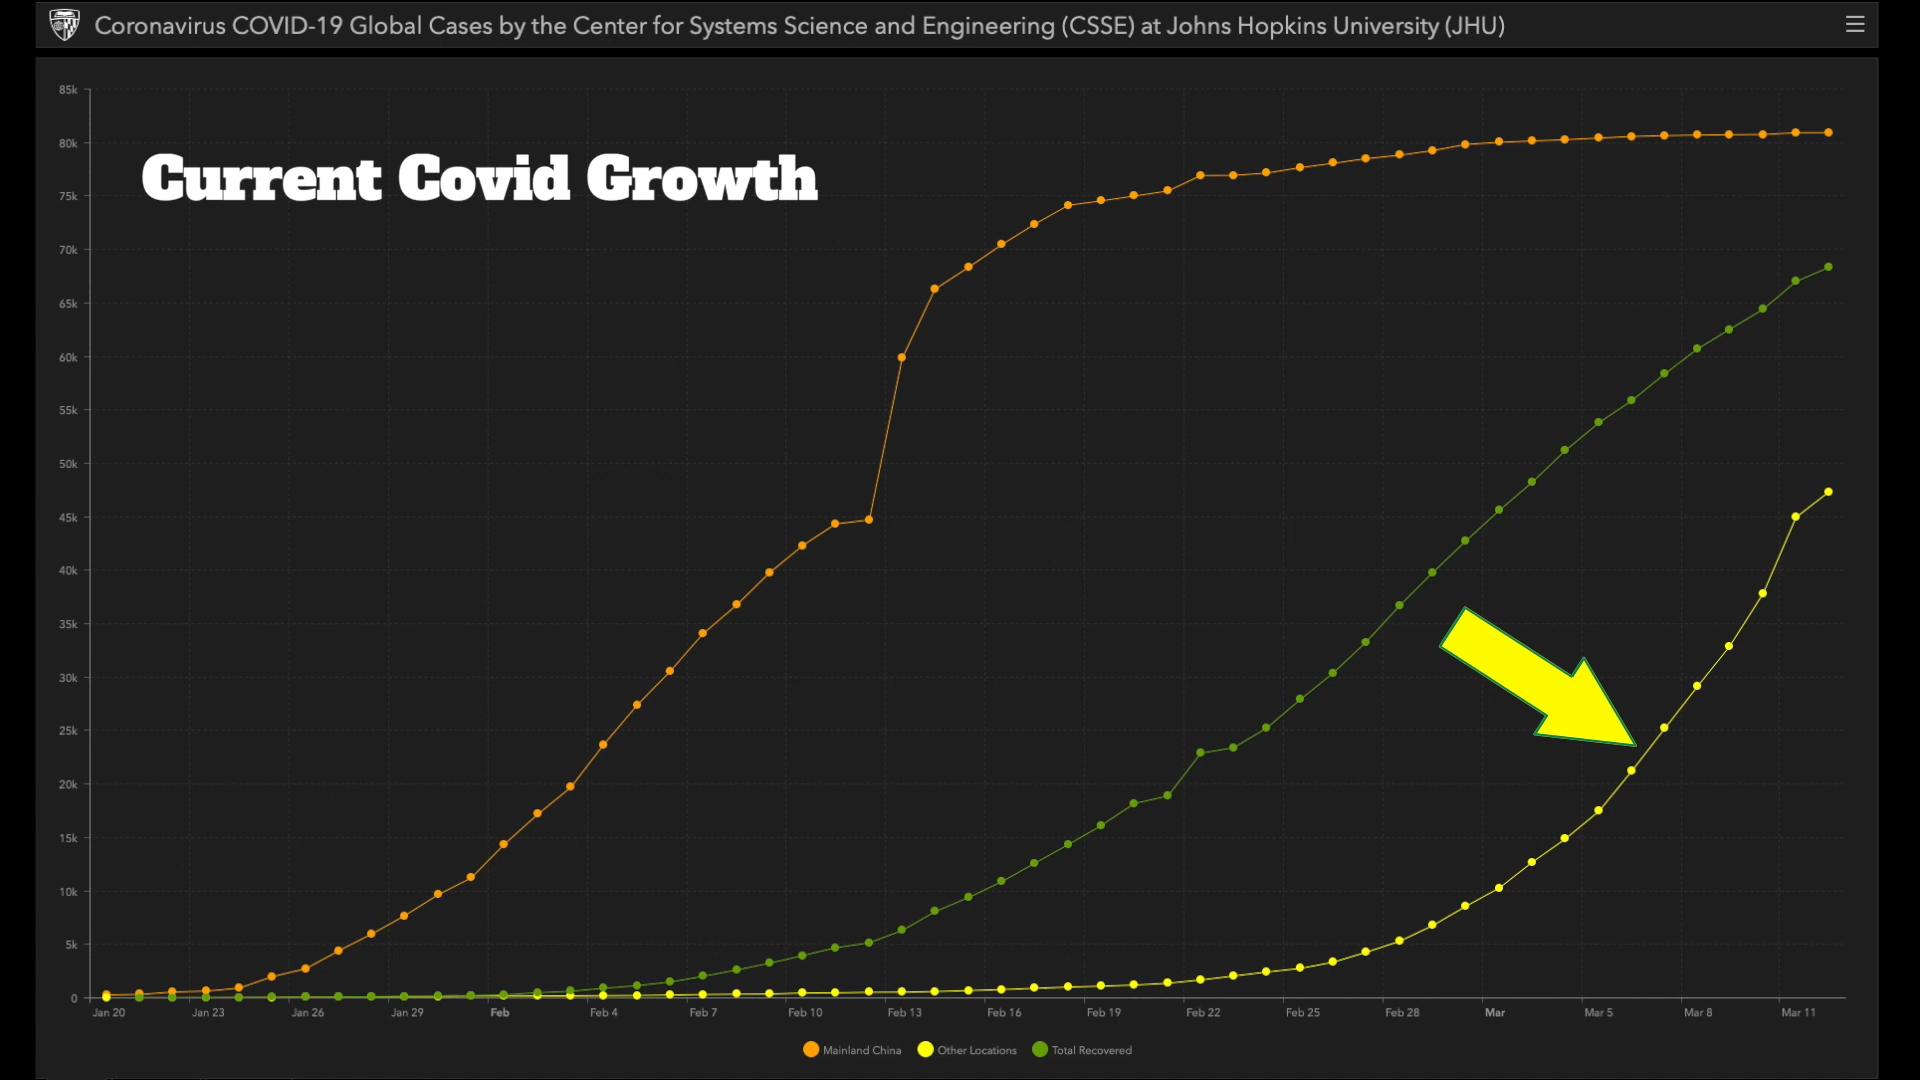 Coronavirus COVID-19 Global Cases by the Center for Systems Science and Engineering (CSSE) at Johns Hopkins University (JHU)
85k
80k
Current Covid Growth
75k
70k
65k
60k
55k
50k
45k
40k
35k
30k
25k
20k
15k
10k
5k
0
Jan 20 Jan 23 Jan 26 Jan 29 Feb Feb 4 Feb 7 Feb 10 Feb 13 Feb 16 Feb 19 Feb 22 Feb 25 Feb 28 Mar Mar 5 Mar 8 Mar 11
Mainland China Other Locations Total Recovered